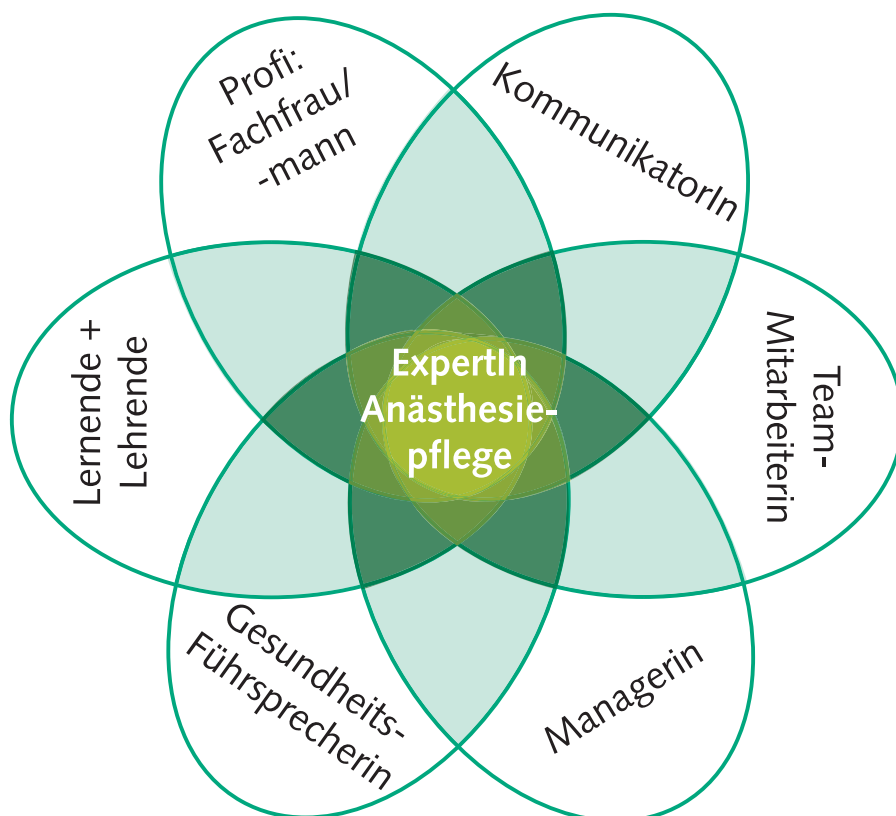 Profi:
Fachfrau/
-mann
KommunikatorIn
Team-
Mitarbeiterin
Managerin
Gesundheits-
Führsprecherin
Lernende +
Lehrende
ExpertIn
Anästhesie-
pflege